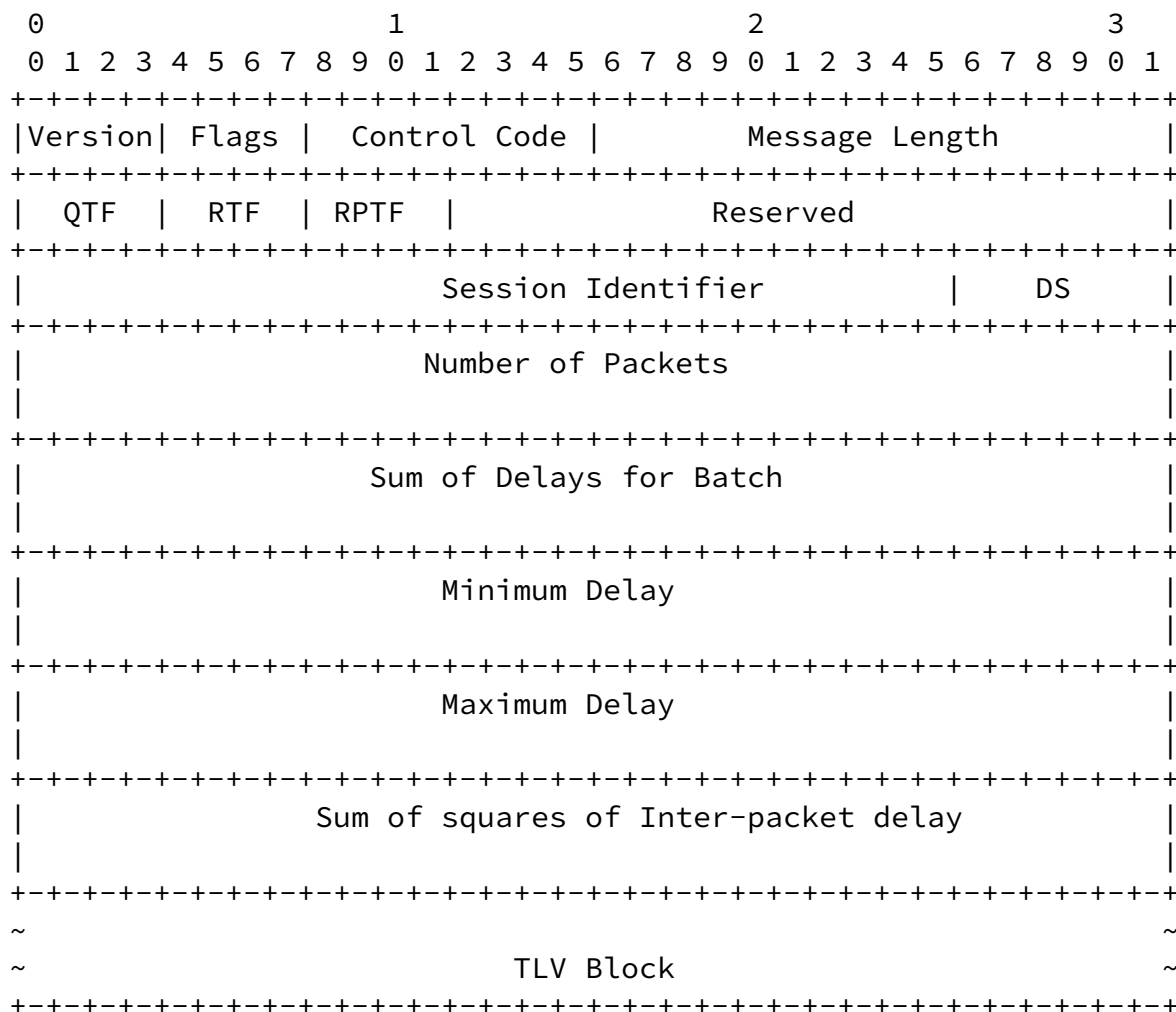 0                   1                   2                   3
 0 1 2 3 4 5 6 7 8 9 0 1 2 3 4 5 6 7 8 9 0 1 2 3 4 5 6 7 8 9 0 1
+-+-+-+-+-+-+-+-+-+-+-+-+-+-+-+-+-+-+-+-+-+-+-+-+-+-+-+-+-+-+-+-+
|Version| Flags |  Control Code |        Message Length         |
+-+-+-+-+-+-+-+-+-+-+-+-+-+-+-+-+-+-+-+-+-+-+-+-+-+-+-+-+-+-+-+-+
|  QTF  |  RTF  | RPTF  |              Reserved                 |
+-+-+-+-+-+-+-+-+-+-+-+-+-+-+-+-+-+-+-+-+-+-+-+-+-+-+-+-+-+-+-+-+
|                       Session Identifier          |    DS     |
+-+-+-+-+-+-+-+-+-+-+-+-+-+-+-+-+-+-+-+-+-+-+-+-+-+-+-+-+-+-+-+-+
|                      Number of Packets                        |
|                                                               |
+-+-+-+-+-+-+-+-+-+-+-+-+-+-+-+-+-+-+-+-+-+-+-+-+-+-+-+-+-+-+-+-+
|                   Sum of Delays for Batch                     |
|                                                               |
+-+-+-+-+-+-+-+-+-+-+-+-+-+-+-+-+-+-+-+-+-+-+-+-+-+-+-+-+-+-+-+-+
|                       Minimum Delay                           |
|                                                               |
+-+-+-+-+-+-+-+-+-+-+-+-+-+-+-+-+-+-+-+-+-+-+-+-+-+-+-+-+-+-+-+-+
|                       Maximum Delay                           |
|                                                               |
+-+-+-+-+-+-+-+-+-+-+-+-+-+-+-+-+-+-+-+-+-+-+-+-+-+-+-+-+-+-+-+-+
|                Sum of squares of Inter-packet delay           |
|                                                               |
+-+-+-+-+-+-+-+-+-+-+-+-+-+-+-+-+-+-+-+-+-+-+-+-+-+-+-+-+-+-+-+-+
~                                                               ~
~                           TLV Block                           ~
+-+-+-+-+-+-+-+-+-+-+-+-+-+-+-+-+-+-+-+-+-+-+-+-+-+-+-+-+-+-+-+-+